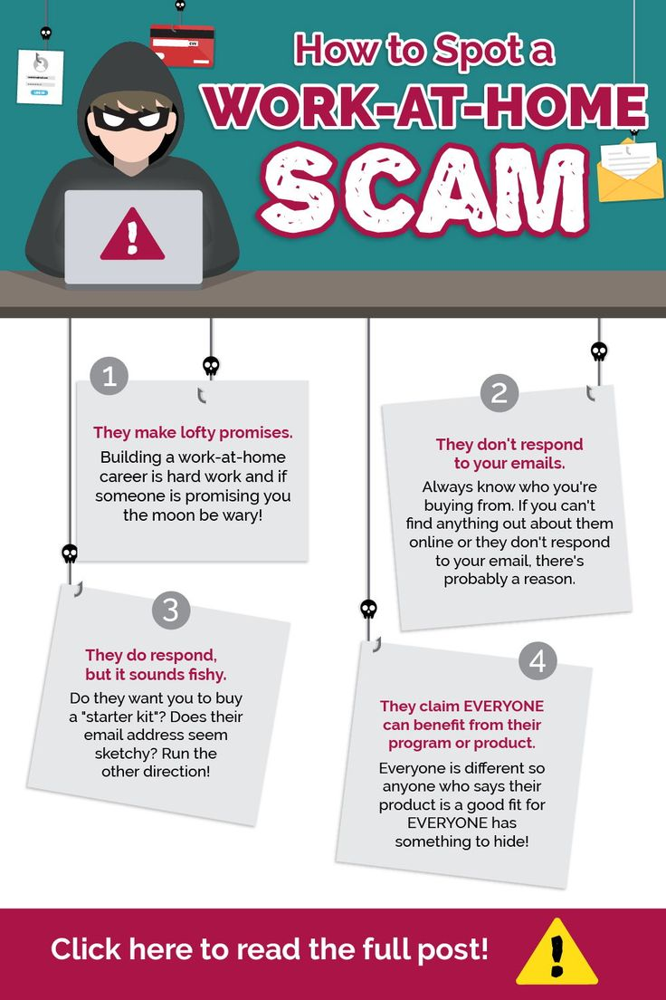 How to Spot a
WORK-AT-HOME
SCAM
1
They make lofty promises.
Building a work-at-home
career is hard work and if
someone is promising you
the moon be wary!
2
They don't respond
to your emails.
Always know who you're
buying from. If you can't
find anything out about them
online or they don't respond
to your email, there's
probably a reason.
3
They do respond,
but it sounds fishy.
Do they want you to buy
a "starter kit"? Does their
email address seem
sketchy? Run the
other direction!
4
They claim EVERYONE
can benefit from their
program or product.
Everyone is different so
anyone who says their
product is a good fit for
EVERYONE has
something to hide!
Click here to read the full post!
!